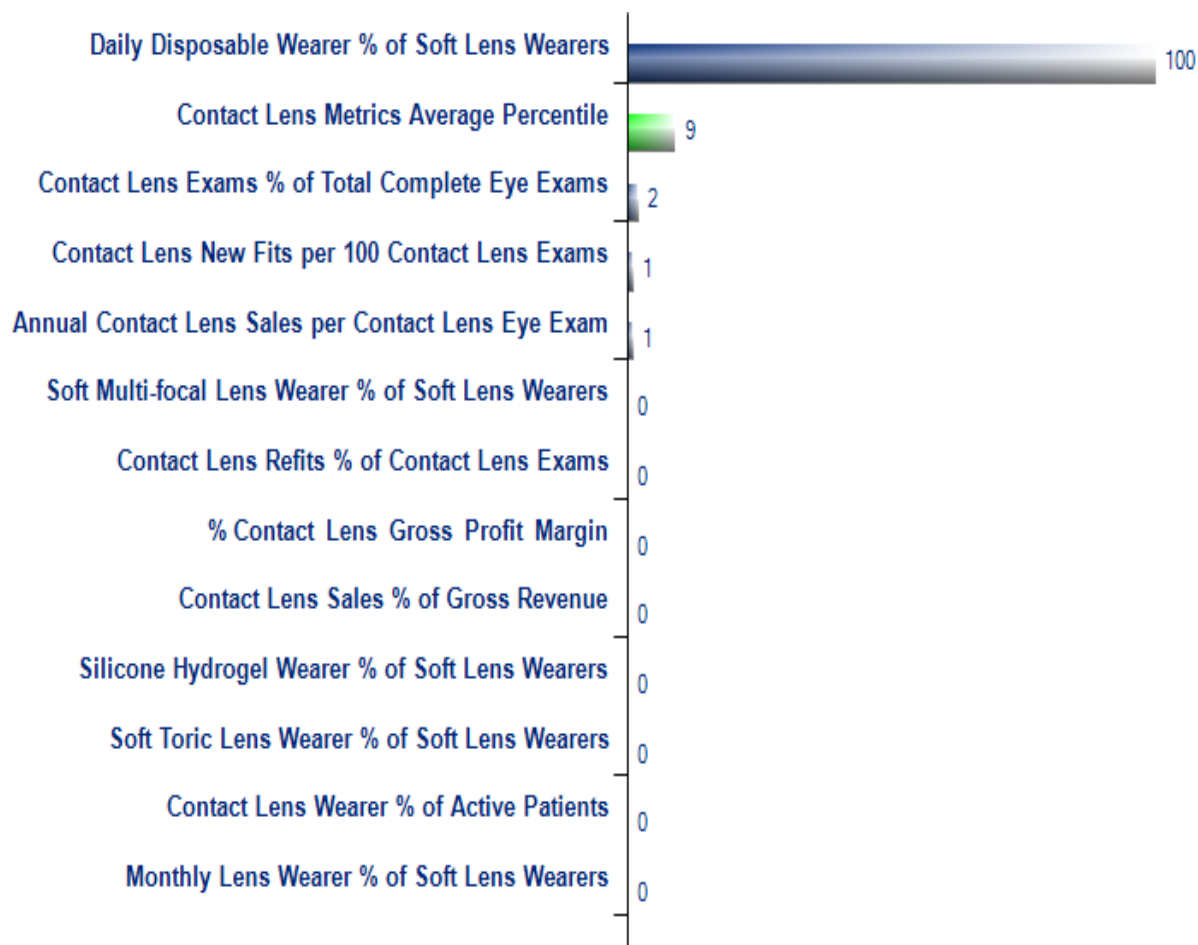 Daily Disposable Wearer % of Soft Lens Wearers 100
Contact Lens Metrics Average Percentile 9
Contact Lens Exams % of Total Complete Eye Exams 2
Contact Lens New Fits per 100 Contact Lens Exams 1
Annual Contact Lens Sales per Contact Lens Eye Exam 1
Soft Multi-focal Lens Wearer % of Soft Lens Wearers 0
Contact Lens Refits % of Contact Lens Exams 0
% Contact Lens Gross Profit Margin 0
Contact Lens Sales % of Gross Revenue 0
Silicone Hydrogel Wearer % of Soft Lens Wearers 0
Soft Toric Lens Wearer % of Soft Lens Wearers 0
Contact Lens Wearer % of Active Patients 0
Monthly Lens Wearer % of Soft Lens Wearers 0